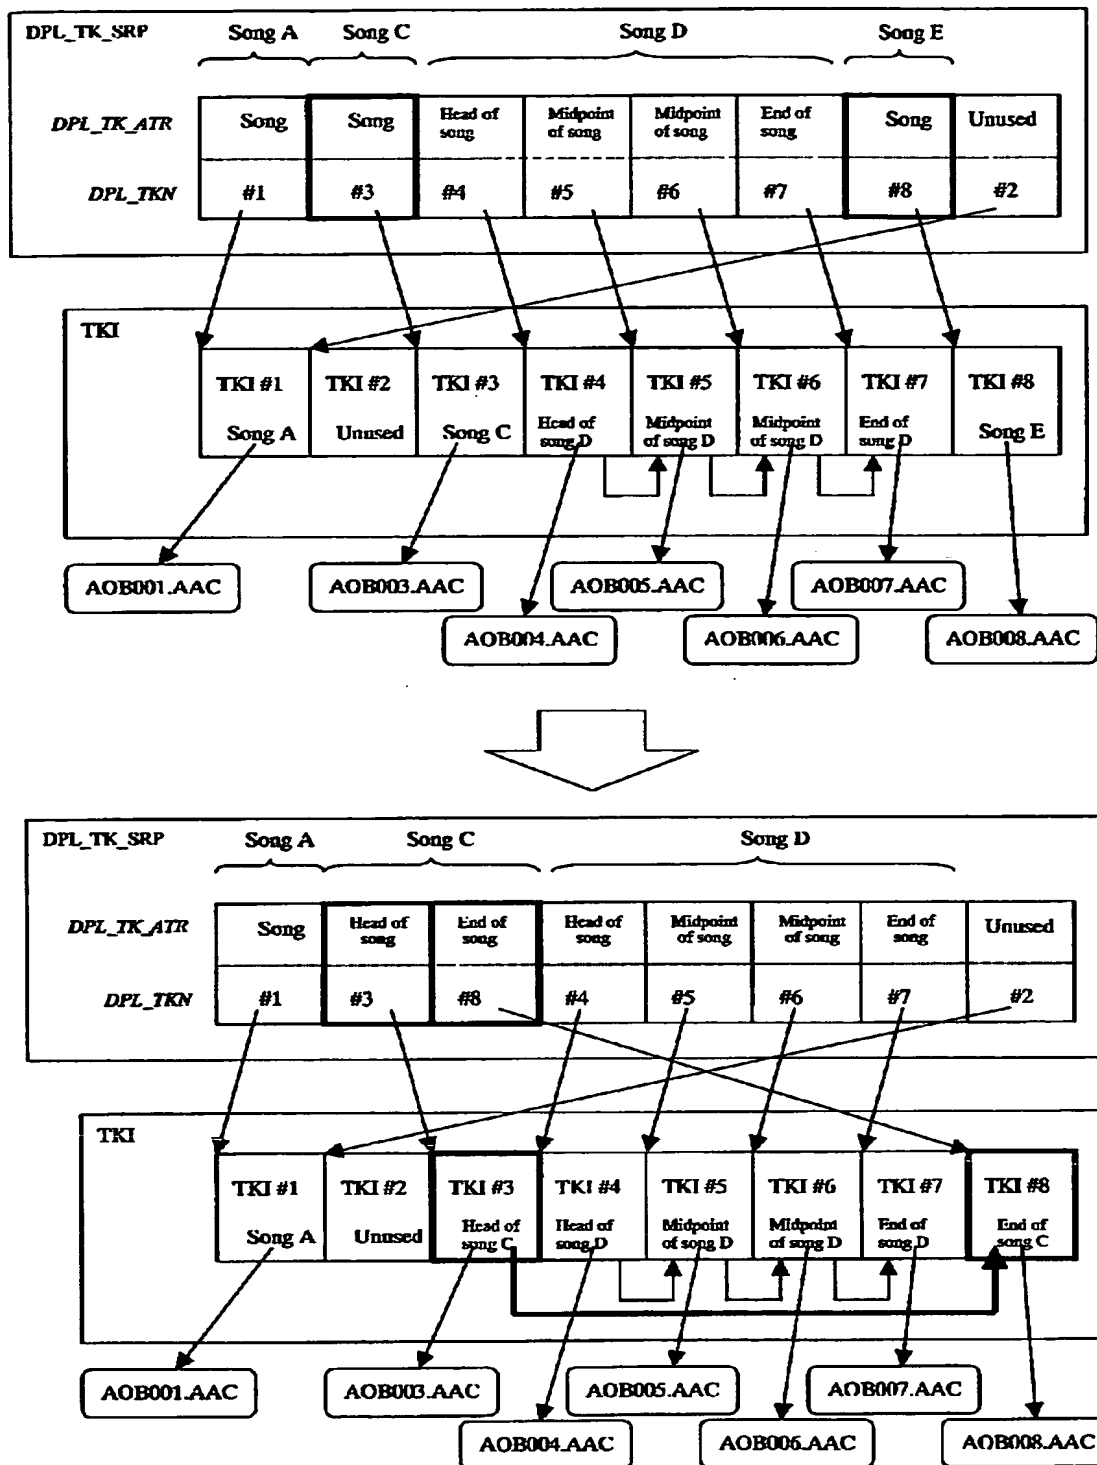 DPL_TK_SRP Song A Song C Song D Song E
DPL_TK_ATR Song Song Head of song Midpoint of song Midpoint of song End of song Song Unused
DPL_TKN #1 #3 #4 #5 #6 #7 #8 #2
TKI
TKI #1 TKI #2 TKI #3 TKI #4 TKI #5 TKI #6 TKI #7 TKI #8
Song A Unused Song C Head of song D Midpoint of song D Midpoint of song D End of song D Song E
AOB001.AAC AOB003.AAC AOB005.AAC AOB007.AAC
AOB004.AAC AOB006.AAC AOB008.AAC
DPL_TK_SRP Song A Song C Song D
DPL_TK_ATR Song Head of song End of song Head of song Midpoint of song Midpoint of song End of song Unused
DPL_TKN #1 #3 #8 #4 #5 #6 #7 #2
TKI
TKI #1 TKI #2 TKI #3 TKI #4 TKI #5 TKI #6 TKI #7 TKI #8
Song A Unused Head of song C Head of song D Midpoint of song D Midpoint of song D End of song D End of song C
AOB001.AAC AOB003.AAC AOB005.AAC AOB007.AAC
AOB004.AAC AOB006.AAC AOB008.AAC